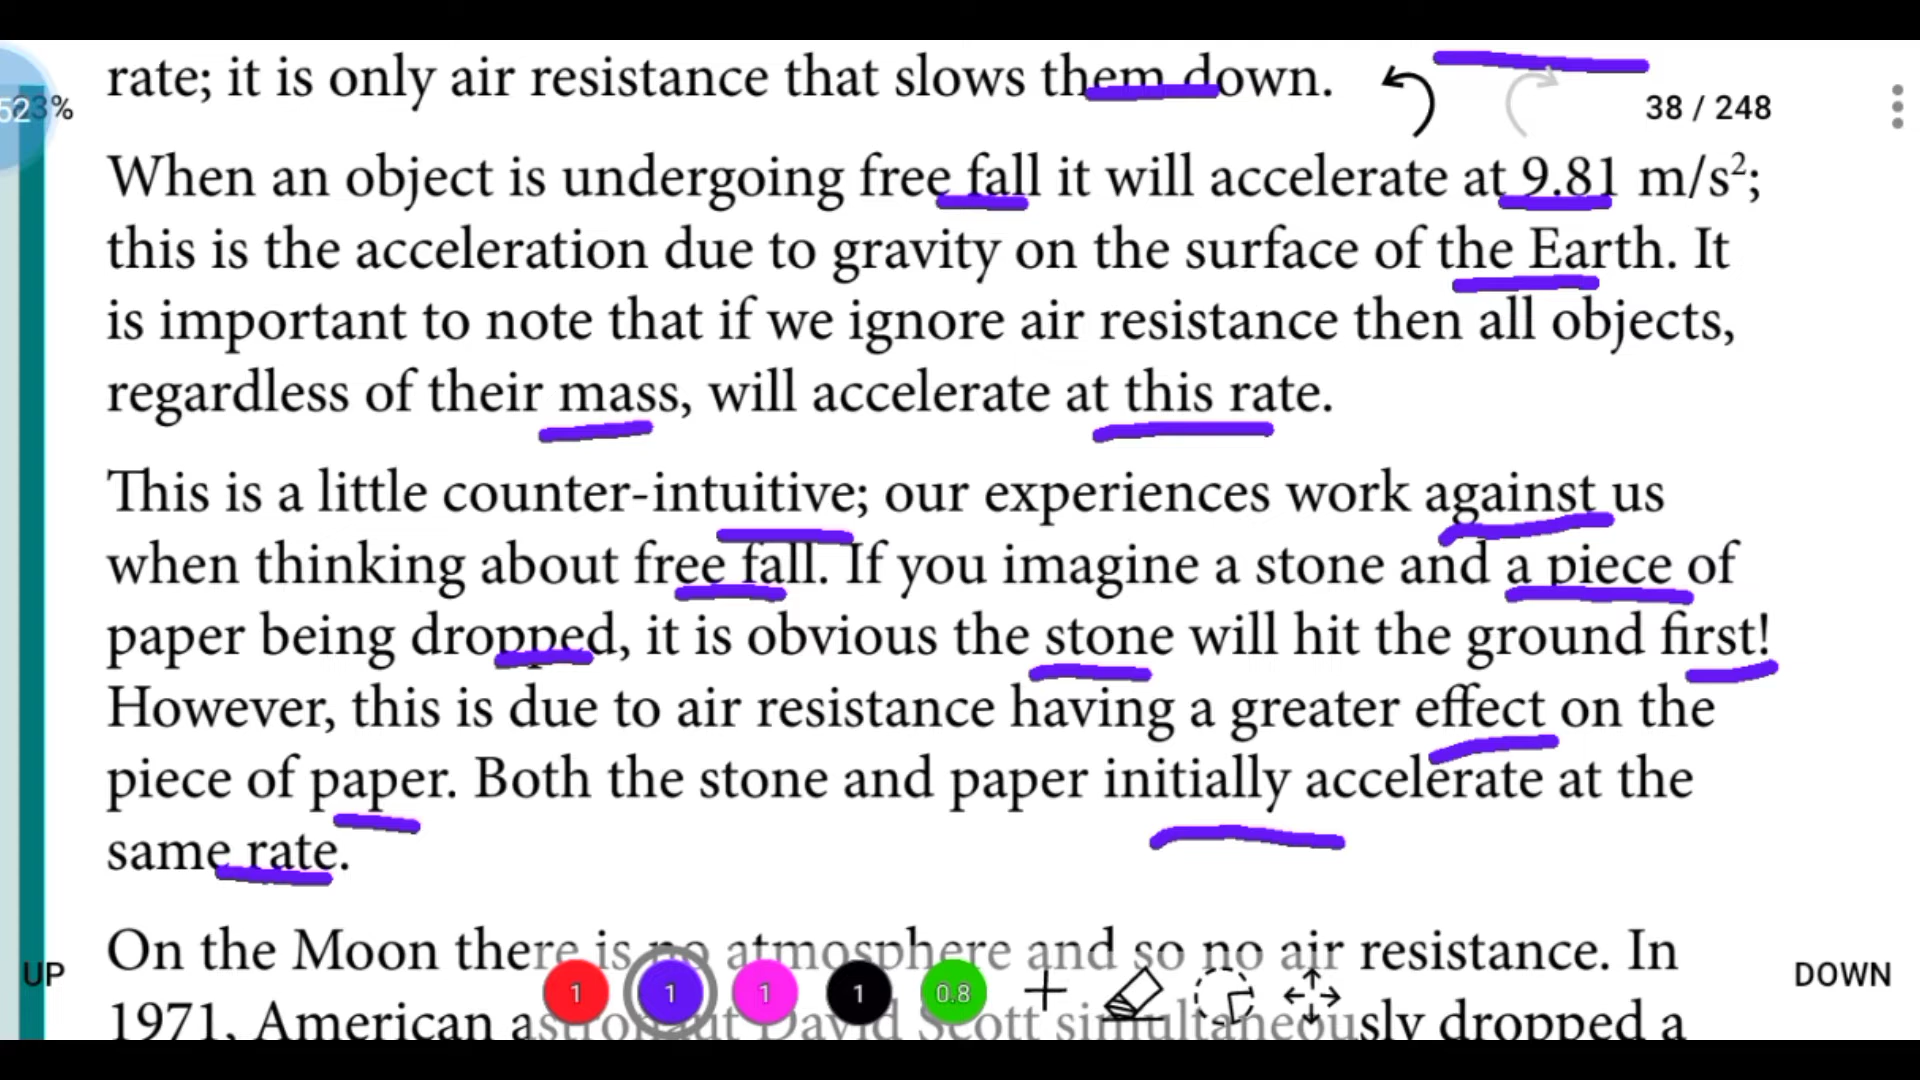 rate; it is only air resistance that slows them down.
38 / 248
523%
When an object is undergoing free fall it will accelerate at 9.81 m/s²;
this is the acceleration due to gravity on the surface of the Earth. It
is important to note that if we ignore air resistance then all objects,
regardless of their mass, will accelerate at this rate.
This is a little counter-intuitive; our experiences work against us
when thinking about free fall. If you imagine a stone and a piece of
paper being dropped, it is obvious the stone will hit the ground first!
However, this is due to air resistance having a greater effect on the
piece of paper. Both the stone and paper initially accelerate at the
same rate.
On the Moon there is no atmosphere and so no air resistance. In
UP
1 1 1 1 0.8
DOWN
1971, American astronaut David Scott simultaneously dropped a